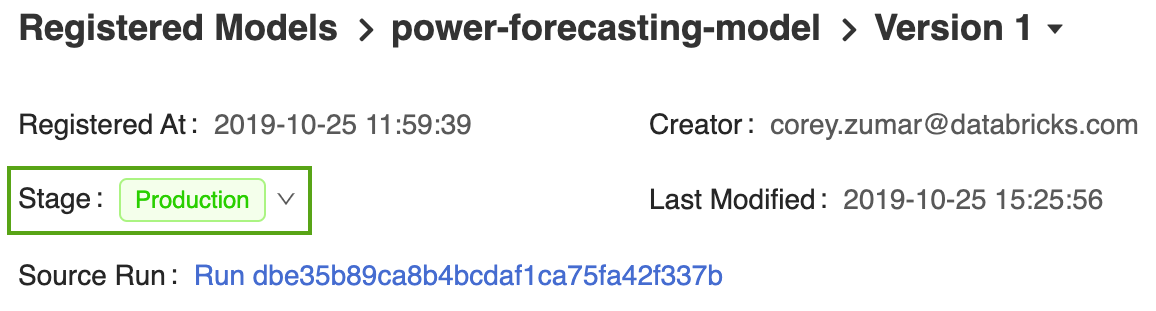 Registered Models > power-forecasting-model > Version 1
Registered At: 2019-10-25 11:59:39 Creator: corey.zumar@databricks.com
Stage: Production Last Modified: 2019-10-25 15:25:56
Source Run: Run dbe35b89ca8b4bcdaf1ca75fa42f337b